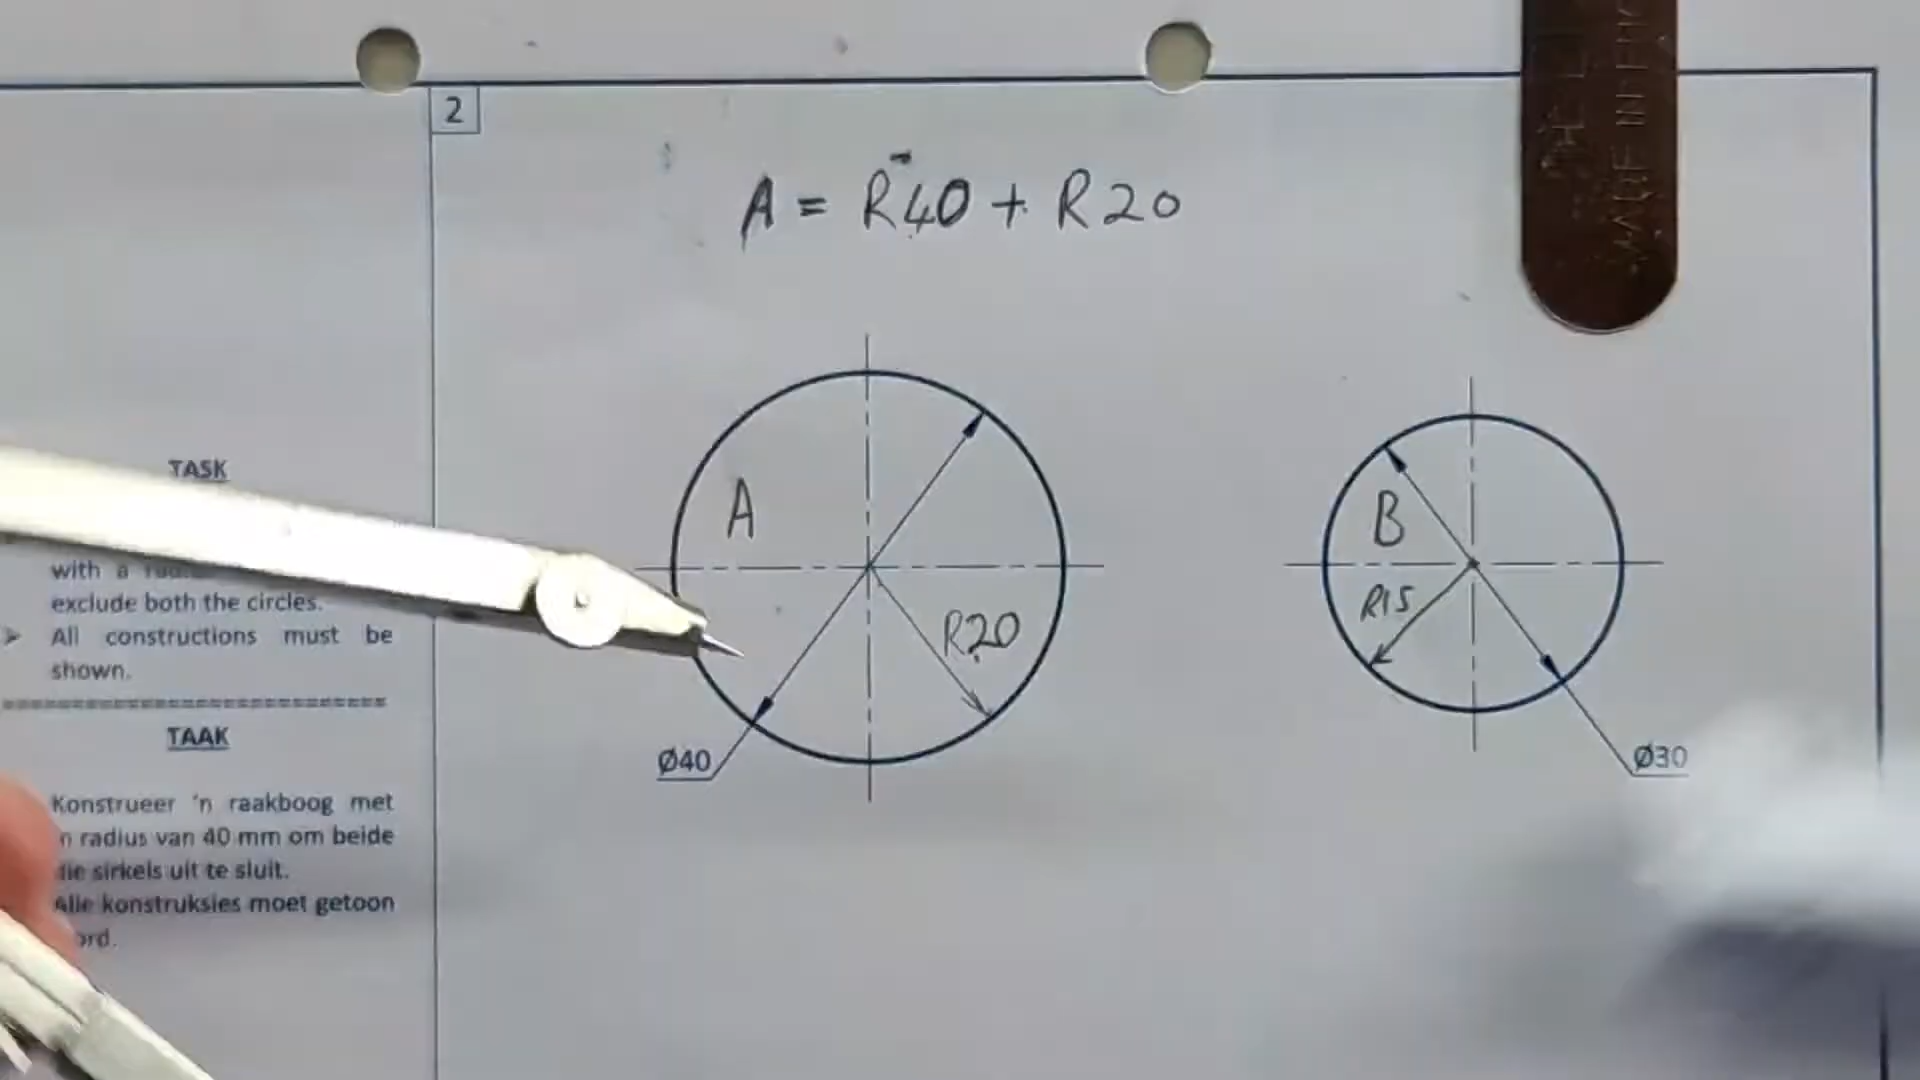 2
A = R40 + R20
TASK
with a
exclude both the circles.
➢ All constructions must be
shown.
==============================
TAAK
Konstrueer 'n raakboog met
radius van 40 mm om beide
sirkels uit te sluit.
Alle konstruksies moet getoon
A
R20
Ø40
B
R15
Ø30